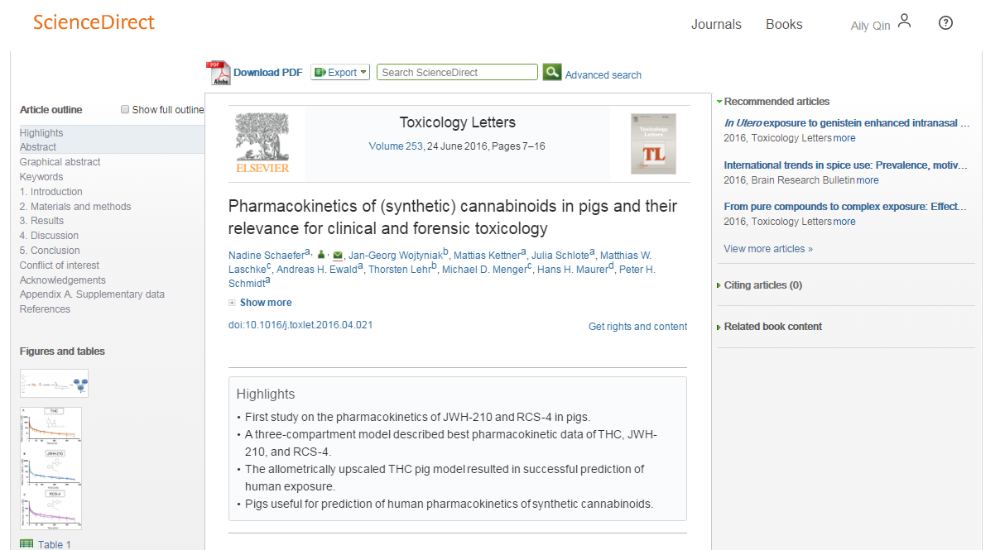 ScienceDirect
Journals
Books
Aily Qin
Download PDF
Export
Search ScienceDirect
Advanced search
Article outline
Show full outline
Highlights
Abstract
Graphical abstract
Keywords
1. Introduction
2. Materials and methods
3. Results
4. Discussion
5. Conclusion
Conflict of interest
Acknowledgements
Appendix A. Supplementary data
References
Figures and tables
THC
JWH-210
RCS-4
Table 1
ELSEVIER
Toxicology Letters
Volume 253, 24 June 2016, Pages 7–16
Toxicology
Letters
TL
Pharmacokinetics of (synthetic) cannabinoids in pigs and their
relevance for clinical and forensic toxicology
Nadine Schaefer a, , , Jan-Georg Wojtyniak b, Mattias Kettner a, Julia Schlote a, Matthias W.
Laschke c, Andreas H. Ewald a, Thorsten Lehr b, Michael D. Menger c, Hans H. Maurer d, Peter H.
Schmidt a
Show more
doi:10.1016/j.toxlet.2016.04.021
Get rights and content
Highlights
• First study on the pharmacokinetics of JWH-210 and RCS-4 in pigs.
• A three-compartment model described best pharmacokinetic data of THC, JWH-
210, and RCS-4.
• The allometrically upscaled THC pig model resulted in successful prediction of
human exposure.
• Pigs useful for prediction of human pharmacokinetics of synthetic cannabinoids.
Recommended articles
In Utero exposure to genistein enhanced intranasal ...
2016, Toxicology Letters more
International trends in spice use: Prevalence, motiv...
2016, Brain Research Bulletin more
From pure compounds to complex exposure: Effect...
2016, Toxicology Letters more
View more articles »
Citing articles (0)
Related book content